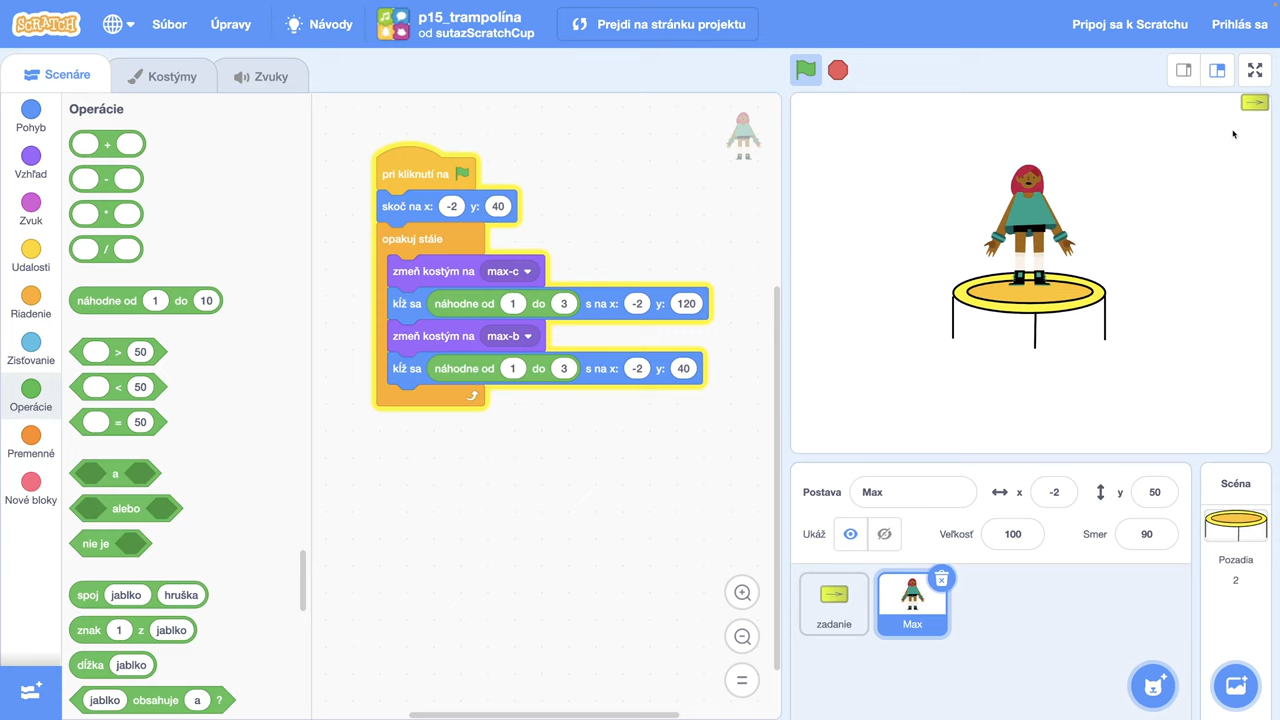 SCRATCH
Súbor
Úpravy
Návody
p15_trampolína
od sutazScratchCup
Prejdi na stránku projektu
Pripoj sa k Scratchu
Prihlás sa
Scenáre
Kostýmy
Zvuky
Pohyb
Vzhľad
Zvuk
Udalosti
Riadenie
Zisťovanie
Operácie
Premenné
Nové bloky
Operácie
+
-
*
/
náhodne od 1 do 10
> 50
< 50
= 50
a
alebo
nie je
spoj jablko hruška
znak 1 z jablko
dĺžka jablko
jablko obsahuje a ?
pri kliknutí na
skoč na x: -2 y: 40
opakuj stále
zmeň kostým na max-c
kĺž sa náhodne od 1 do 3 s na x: -2 y: 120
zmeň kostým na max-b
kĺž sa náhodne od 1 do 3 s na x: -2 y: 40
Postava Max x -2 y 50
Ukáž Veľkosť 100 Smer 90
zadanie
Max
Scéna
Pozadia
2